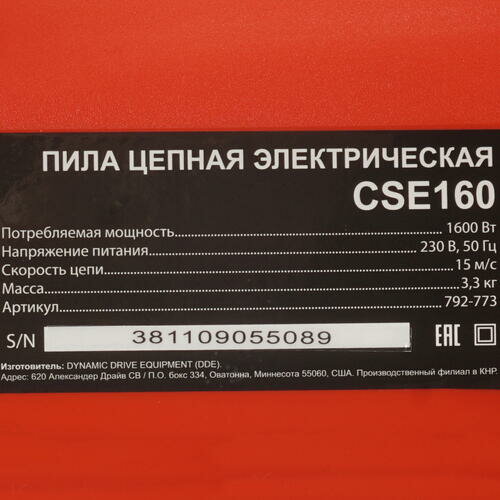 ПИЛА ЦЕПНАЯ ЭЛЕКТРИЧЕСКАЯ
CSE160
Потребляемая мощность 1600 Вт
Напряжение питания 230 В, 50 Гц
Скорость цепи 15 м/с
Масса 3,3 кг
Артикул 792-773
S/N 381109055089 EAC
Изготовитель: DYNAMIC DRIVE EQUIPMENT (DDE).
Адрес: 620 Александер Драйв СВ / П.О. бокс 334, Оватонна, Миннесота 55060, США. Производственный филиал в КНР.